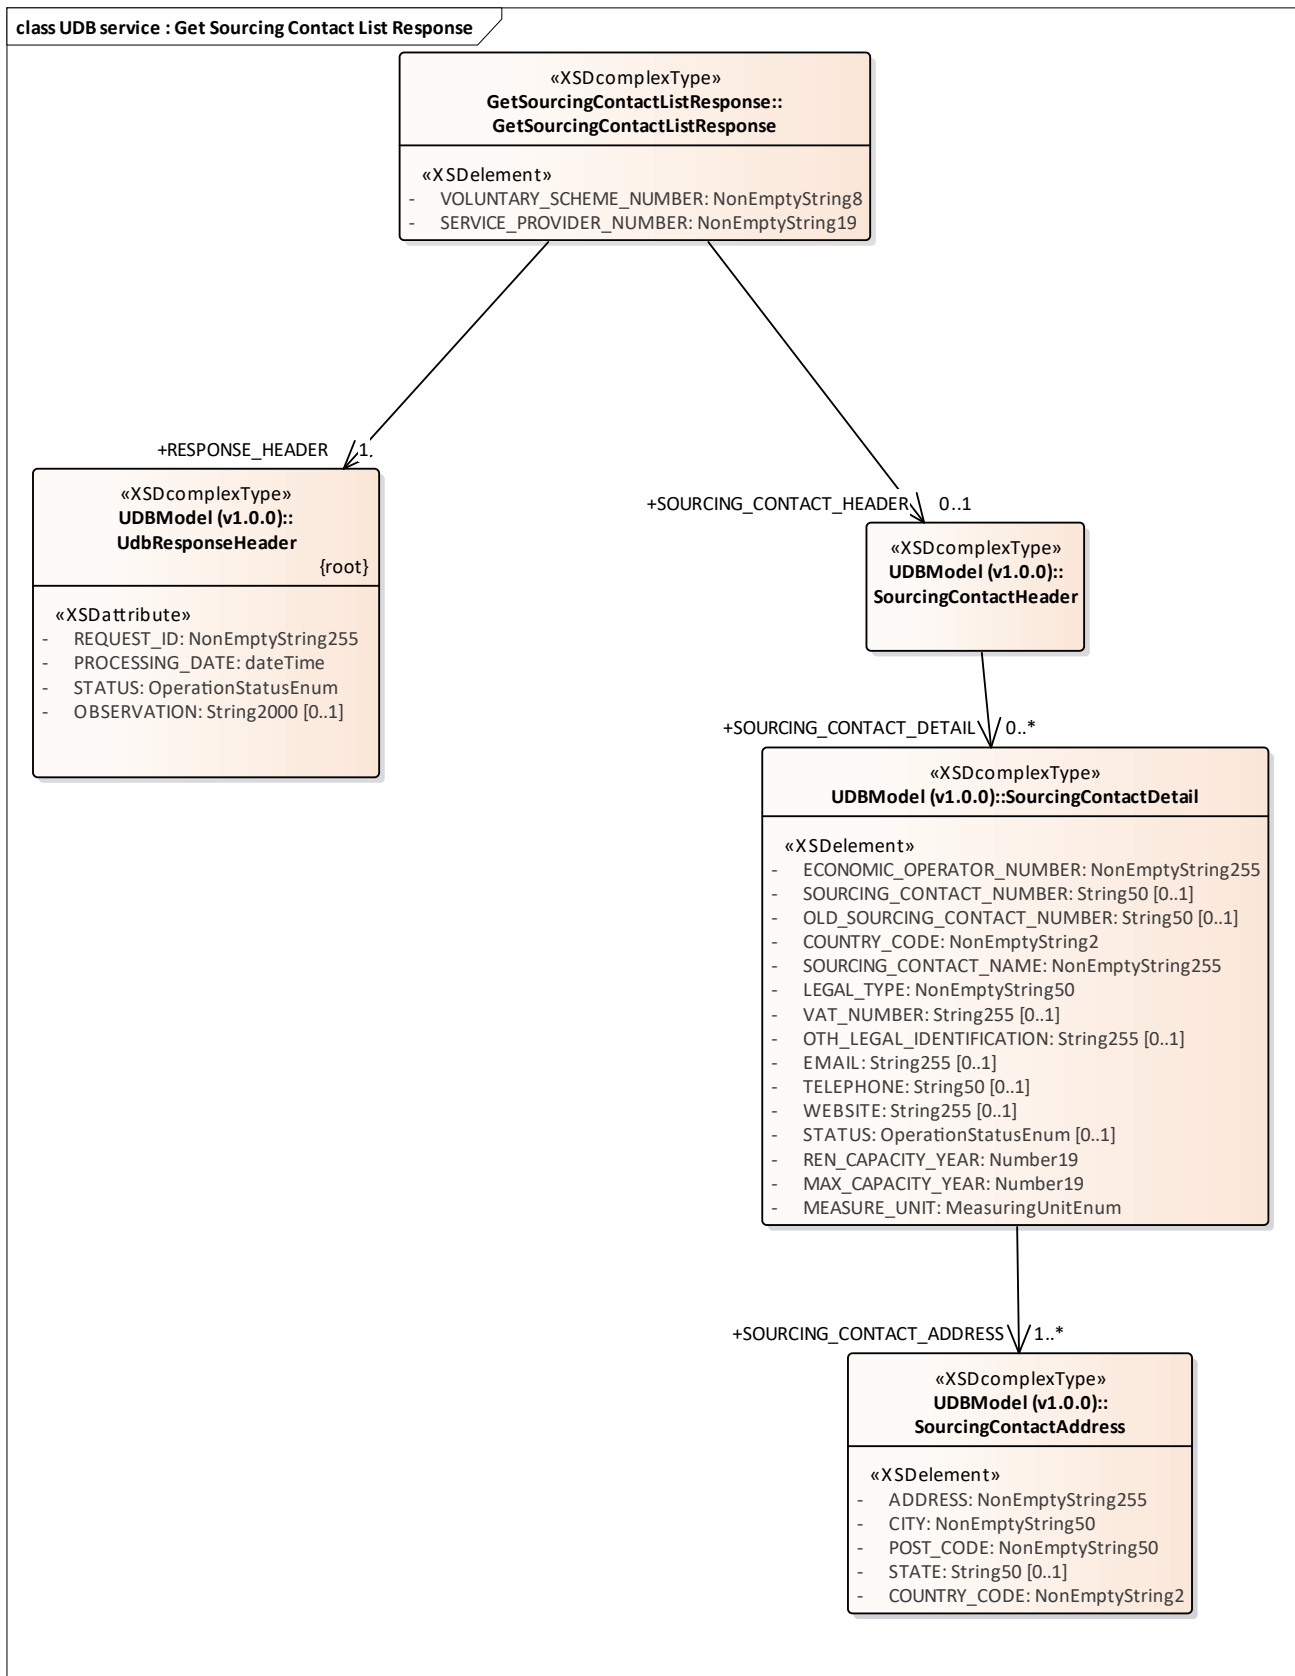 class UDB service : Get Sourcing Contact List Response
«XSDcomplexType»
GetSourcingContactListResponse::
GetSourcingContactListResponse
«XSDelement»
- VOLUNTARY_SCHEME_NUMBER: NonEmptyString8
- SERVICE_PROVIDER_NUMBER: NonEmptyString19
+RESPONSE_HEADER 1.
«XSDcomplexType»
UDBModel (v1.0.0)::
UdbResponseHeader
{root}
«XSDattribute»
- REQUEST_ID: NonEmptyString255
- PROCESSING_DATE: dateTime
- STATUS: OperationStatusEnum
- OBSERVATION: String2000 [0..1]
+SOURCING_CONTACT_HEADER 0..1
«XSDcomplexType»
UDBModel (v1.0.0)::
SourcingContactHeader
+SOURCING_CONTACT_DETAIL 0..*
«XSDcomplexType»
UDBModel (v1.0.0)::SourcingContactDetail
«XSDelement»
- ECONOMIC_OPERATOR_NUMBER: NonEmptyString255
- SOURCING_CONTACT_NUMBER: String50 [0..1]
- OLD_SOURCING_CONTACT_NUMBER: String50 [0..1]
- COUNTRY_CODE: NonEmptyString2
- SOURCING_CONTACT_NAME: NonEmptyString255
- LEGAL_TYPE: NonEmptyString50
- VAT_NUMBER: String255 [0..1]
- OTH_LEGAL_IDENTIFICATION: String255 [0..1]
- EMAIL: String255 [0..1]
- TELEPHONE: String50 [0..1]
- WEBSITE: String255 [0..1]
- STATUS: OperationStatusEnum [0..1]
- REN_CAPACITY_YEAR: Number19
- MAX_CAPACITY_YEAR: Number19
- MEASURE_UNIT: MeasuringUnitEnum
+SOURCING_CONTACT_ADDRESS 1..*
«XSDcomplexType»
UDBModel (v1.0.0)::
SourcingContactAddress
«XSDelement»
- ADDRESS: NonEmptyString255
- CITY: NonEmptyString50
- POST_CODE: NonEmptyString50
- STATE: String50 [0..1]
- COUNTRY_CODE: NonEmptyString2